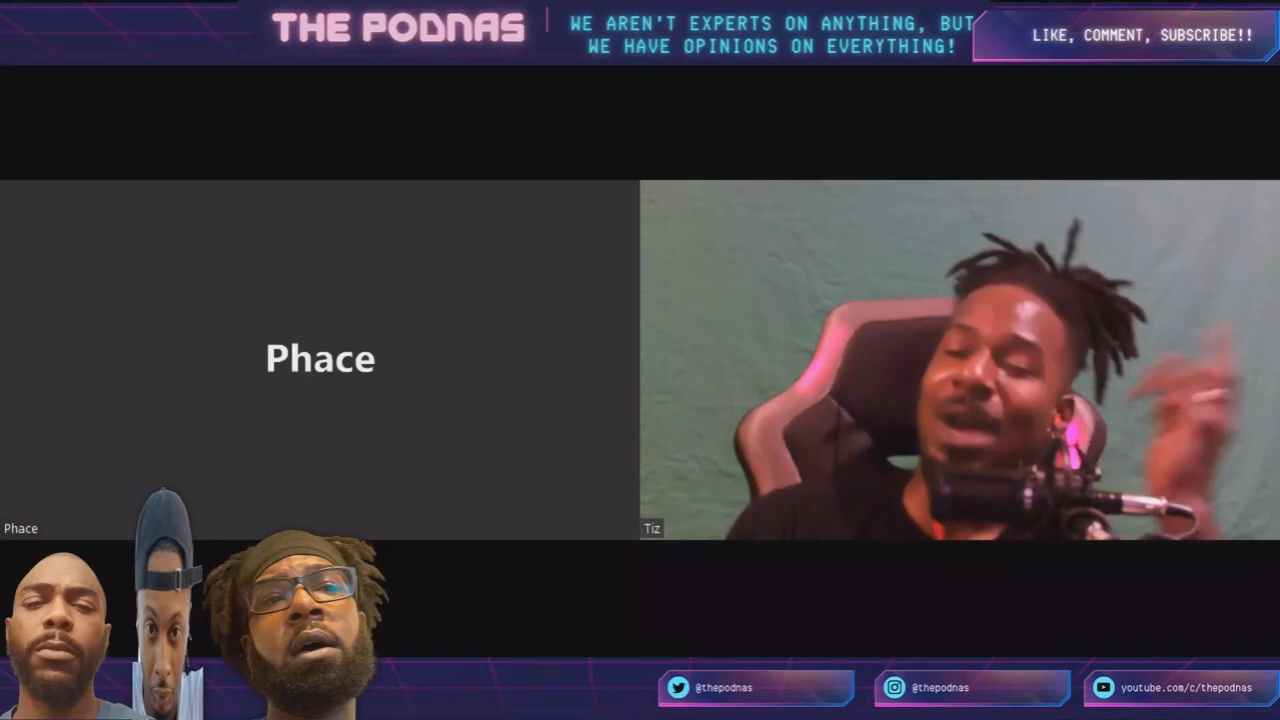 THE PODNAS
WE AREN'T EXPERTS ON ANYTHING, BUT
WE HAVE OPINIONS ON EVERYTHING!
LIKE, COMMENT, SUBSCRIBE!!
Phace
Phace
Tiz
@thepodnas
@thepodnas
youtube.com/c/thepodnas